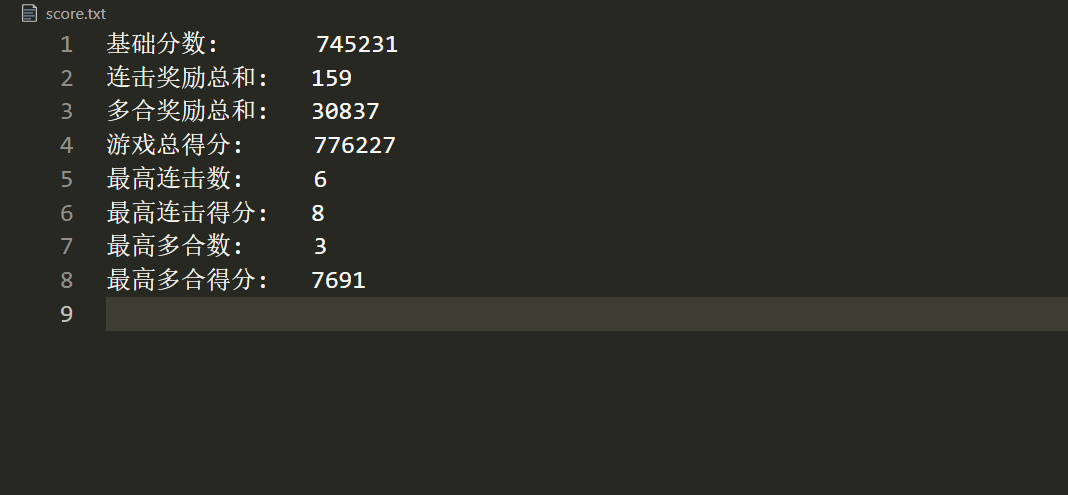 score.txt
1 基础分数: 745231
2 连击奖励总和: 159
3 多合奖励总和: 30837
4 游戏总得分: 776227
5 最高连击数: 6
6 最高连击得分: 8
7 最高多合数: 3
8 最高多合得分: 7691
9